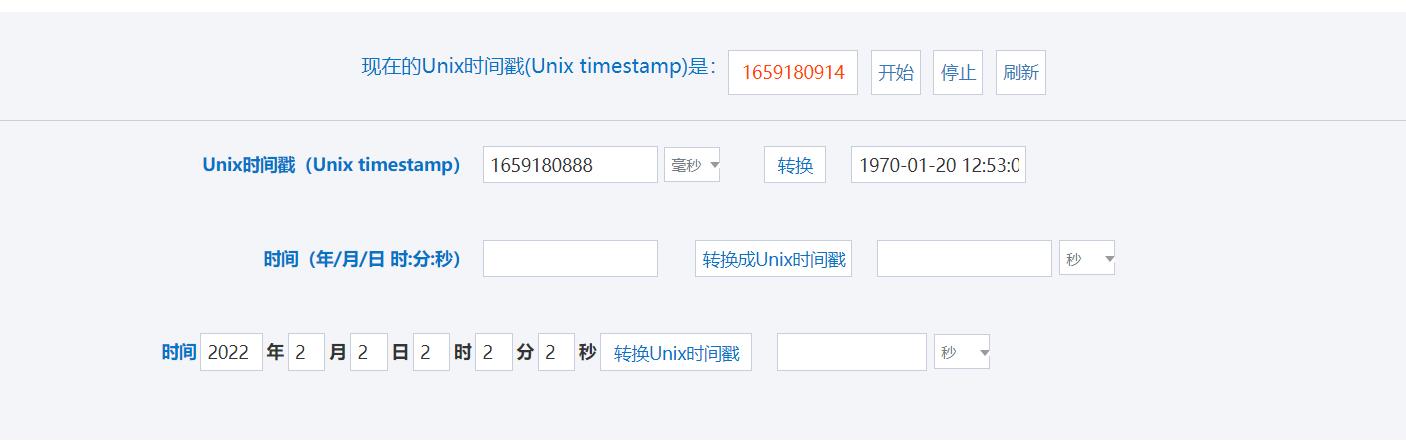 现在的Unix时间戳(Unix timestamp)是: 1659180914 开始 停止 刷新
Unix时间戳（Unix timestamp） 1659180888 毫秒 转换 1970-01-20 12:53:0
时间（年/月/日 时:分:秒） 转换成Unix时间戳 秒
时间 2022 年 2 月 2 日 2 时 2 分 2 秒 转换Unix时间戳 秒